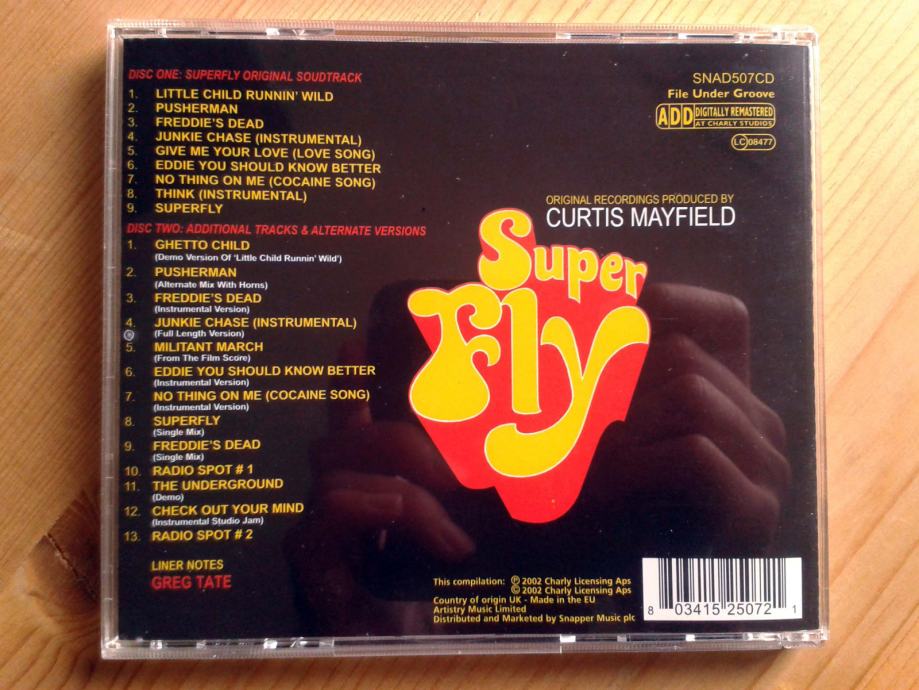 DISC ONE: SUPERFLY ORIGINAL SOUDTRACK
1. LITTLE CHILD RUNNIN' WILD
2. PUSHERMAN
3. FREDDIE'S DEAD
4. JUNKIE CHASE (INSTRUMENTAL)
5. GIVE ME YOUR LOVE (LOVE SONG)
6. EDDIE YOU SHOULD KNOW BETTER
7. NO THING ON ME (COCAINE SONG)
8. THINK (INSTRUMENTAL)
9. SUPERFLY
DISC TWO: ADDITIONAL TRACKS & ALTERNATE VERSIONS
1. GHETTO CHILD
(Demo Version Of 'Little Child Runnin' Wild')
2. PUSHERMAN
(Alternate Mix With Horns)
3. FREDDIE'S DEAD
(Instrumental Version)
4. JUNKIE CHASE (INSTRUMENTAL)
(Full Length Version)
5. MILITANT MARCH
(From The Film Score)
6. EDDIE YOU SHOULD KNOW BETTER
(Instrumental Version)
7. NO THING ON ME (COCAINE SONG)
(Instrumental Version)
8. SUPERFLY
(Single Mix)
9. FREDDIE'S DEAD
(Single Mix)
10. RADIO SPOT # 1
11. THE UNDERGROUND
(Demo)
12. CHECK OUT YOUR MIND
(Instrumental Studio Jam)
13. RADIO SPOT # 2
LINER NOTES
GREG TATE
SNAD507CD
File Under Groove
ADD DIGITALLY REMASTERED
AT CHARLY STUDIOS
LC 08477
ORIGINAL RECORDINGS PRODUCED BY
CURTIS MAYFIELD
Super
Fly
This compilation: ℗ 2002 Charly Licensing Aps
© 2002 Charly Licensing Aps
Country of origin UK - Made in the EU
Artistry Music Limited
Distributed and Marketed by Snapper Music plc
8 03415 25072 1